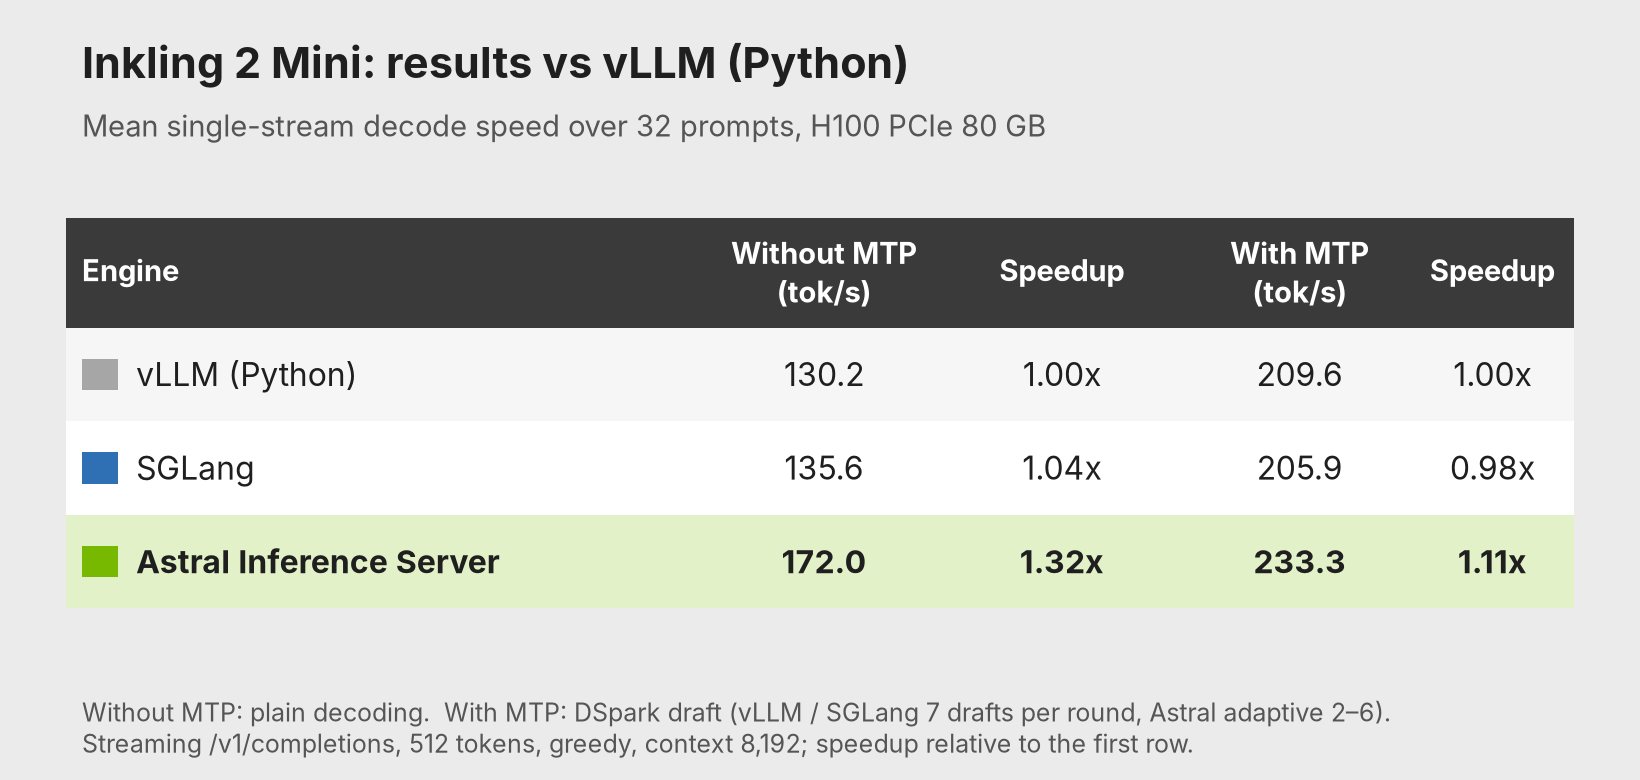 Inkling 2 Mini: results vs vLLM (Python)
Mean single-stream decode speed over 32 prompts, H100 PCIe 80 GB
Engine Without MTP (tok/s) Speedup With MTP (tok/s) Speedup
vLLM (Python) 130.2 1.00x 209.6 1.00x
SGLang 135.6 1.04x 205.9 0.98x
Astral Inference Server 172.0 1.32x 233.3 1.11x
Without MTP: plain decoding. With MTP: DSpark draft (vLLM / SGLang 7 drafts per round, Astral adaptive 2–6).
Streaming /v1/completions, 512 tokens, greedy, context 8,192; speedup relative to the first row.